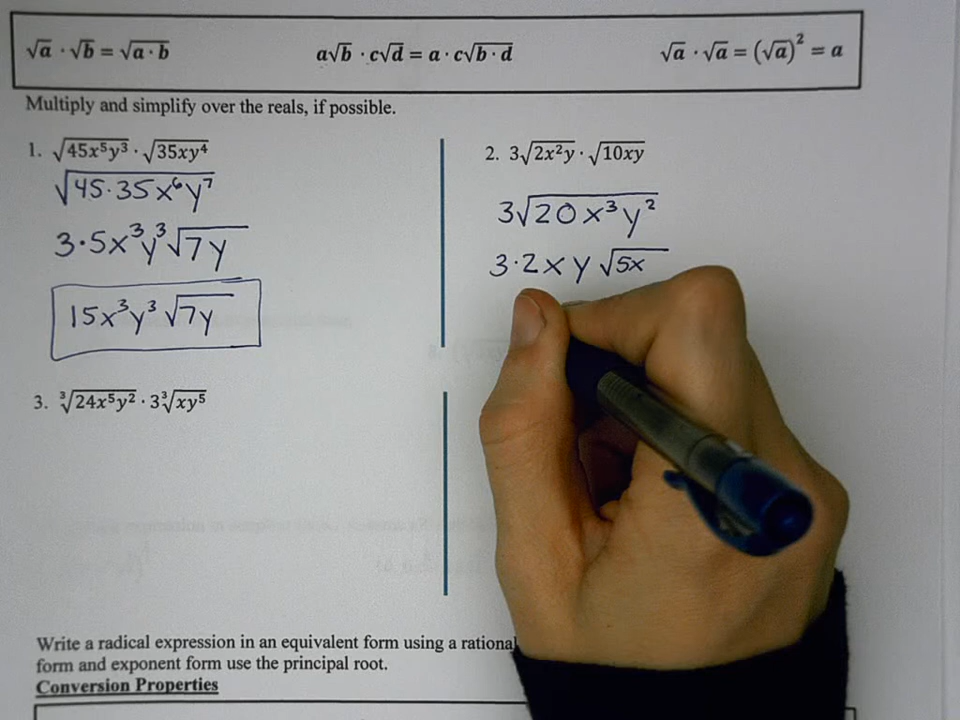 √a · √b = √a · b
a√b · c√d = a · c√b · d
√a · √a = (√a)² = a
Multiply and simplify over the reals, if possible.
1. √45x⁵y³ · √35xy⁴
√45·35x⁶y⁷
3·5x³y³√7y
15x³y³√7y
2. 3√2x²y · √10xy
3√20x³y²
3·2xy√5x
3. ∛24x⁵y² · 3∛xy⁵
Write a radical expression in an equivalent form using a rational
form and exponent form use the principal root.
Conversion Properties